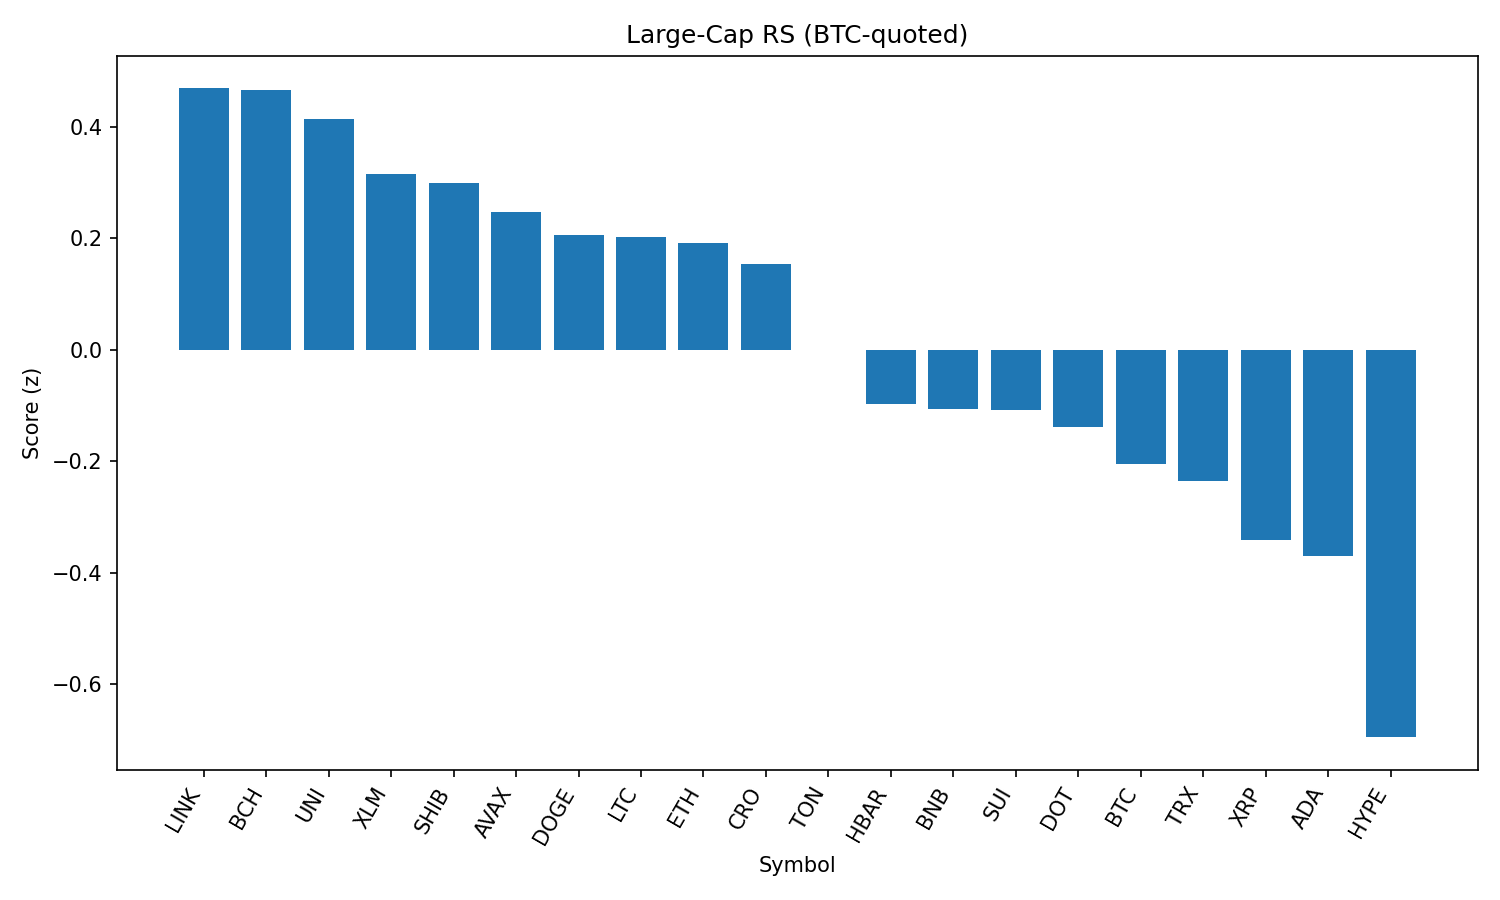 Large-Cap RS (BTC-quoted)
Score (z)
0.4
0.2
0.0
−0.2
−0.4
−0.6
LINK
BCH
UNI
XLM
SHIB
AVAX
DOGE
LTC
ETH
CRO
TON
HBAR
BNB
SUI
DOT
BTC
TRX
XRP
ADA
HYPE
Symbol